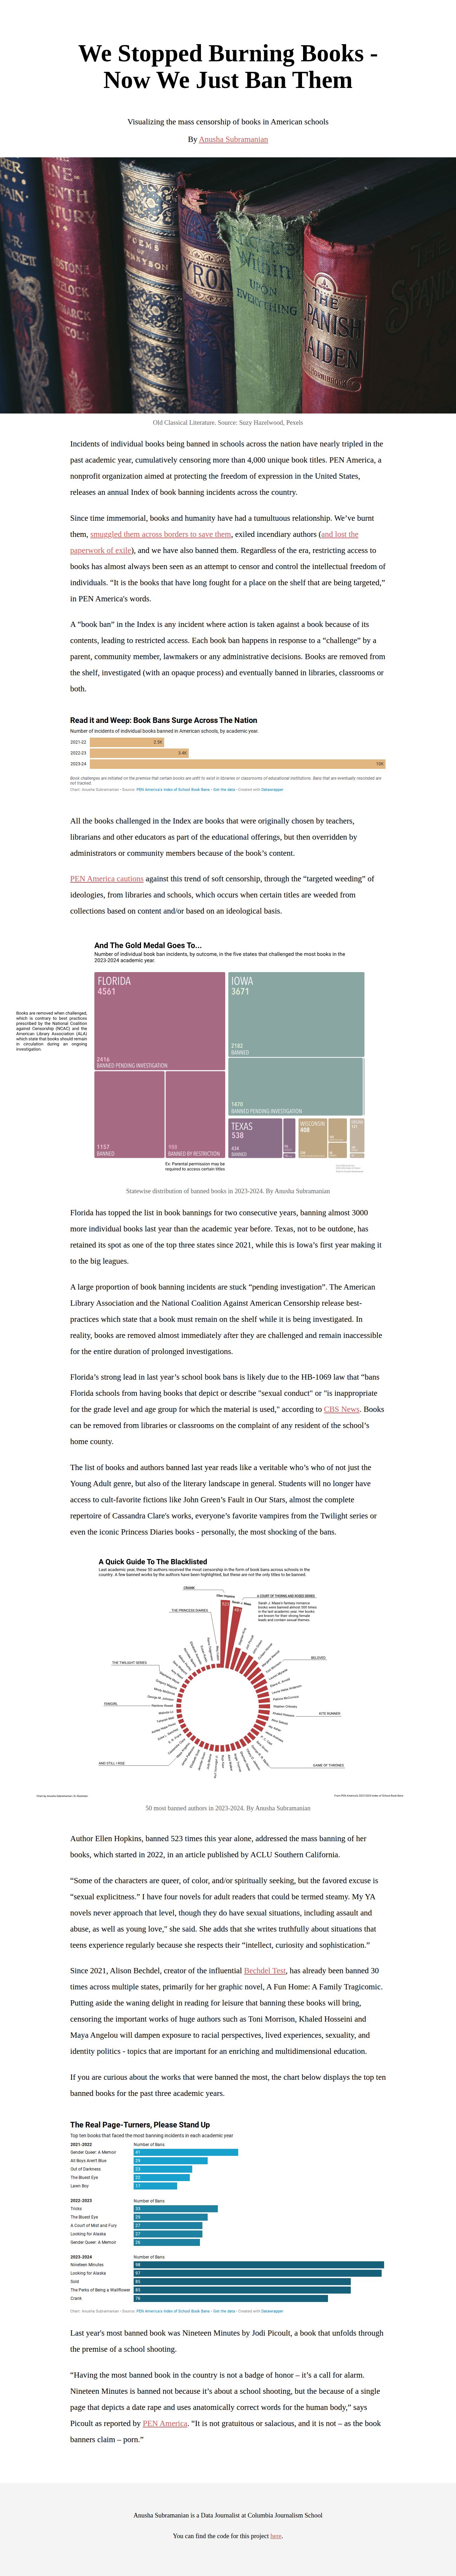 We Stopped Burning Books -
Now We Just Ban Them
Visualizing the mass censorship of books in American schools
By Anusha Subramanian
POEMS
TENNYSON
BYRON
Within
UPON
EVERYTHING
THE
SPANISH
MAIDEN
Old Classical Literature. Source: Suzy Hazelwood, Pexels
Incidents of individual books being banned in schools across the nation have nearly tripled in the
past academic year, cumulatively censoring more than 4,000 unique book titles. PEN America, a
nonprofit organization aimed at protecting the freedom of expression in the United States,
releases an annual Index of book banning incidents across the country.
Since time immemorial, books and humanity have had a tumultuous relationship. We’ve burnt
them, smuggled them across borders to save them, exiled incendiary authors (and lost the
paperwork of exile), and we have also banned them. Regardless of the era, restricting access to
books has almost always been seen as an attempt to censor and control the intellectual freedom of
individuals. “It is the books that have long fought for a place on the shelf that are being targeted,”
in PEN America's words.
A “book ban” in the Index is any incident where action is taken against a book because of its
contents, leading to restricted access. Each book ban happens in response to a “challenge” by a
parent, community member, lawmakers or any administrative decisions. Books are removed from
the shelf, investigated (with an opaque process) and eventually banned in libraries, classrooms or
both.
Read it and Weep: Book Bans Surge Across The Nation
Number of incidents of individual books banned in American schools, by academic year.
2021-22 2.5K
2022-23 3.4K
2023-24 10K
Book challenges are initiated on the premise that certain books are unfit to exist in libraries or classrooms of educational institutions. Bans that are eventually rescinded are
not tracked.
Chart: Anusha Subramanian • Source: PEN America's Index of School Book Bans • Get the data • Created with Datawrapper
All the books challenged in the Index are books that were originally chosen by teachers,
librarians and other educators as part of the educational offerings, but then overridden by
administrators or community members because of the book’s content.
PEN America cautions against this trend of soft censorship, through the “targeted weeding” of
ideologies, from libraries and schools, which occurs when certain titles are weeded from
collections based on content and/or based on an ideological basis.
And The Gold Medal Goes To...
Number of individual book ban incidents, by outcome, in the five states that challenged the most books in the
2023-2024 academic year.
Books are removed when challenged,
which is contrary to best practices
prescribed by the National Coalition
against Censorship (NCAC) and the
American Library Association (ALA)
which state that books should remain
in circulation during an ongoing
investigation.
FLORIDA
4561
2416
BANNED PENDING INVESTIGATION
1157
BANNED
988
BANNED BY RESTRICTION
IOWA
3671
2182
BANNED
1470
BANNED PENDING INVESTIGATION
TEXAS
538
434
BANNED
WISCONSIN
408
Ex: Parental permission may be
required to access certain titles
Statewise distribution of banned books in 2023-2024. By Anusha Subramanian
Florida has topped the list in book bannings for two consecutive years, banning almost 3000
more individual books last year than the academic year before. Texas, not to be outdone, has
retained its spot as one of the top three states since 2021, while this is Iowa’s first year making it
to the big leagues.
A large proportion of book banning incidents are stuck “pending investigation”. The American
Library Association and the National Coalition Against American Censorship release best-
practices which state that a book must remain on the shelf while it is being investigated. In
reality, books are removed almost immediately after they are challenged and remain inaccessible
for the entire duration of prolonged investigations.
Florida’s strong lead in last year’s school book bans is likely due to the HB-1069 law that “bans
Florida schools from having books that depict or describe "sexual conduct" or "is inappropriate
for the grade level and age group for which the material is used," according to CBS News. Books
can be removed from libraries or classrooms on the complaint of any resident of the school’s
home county.
The list of books and authors banned last year reads like a veritable who’s who of not just the
Young Adult genre, but also of the literary landscape in general. Students will no longer have
access to cult-favorite fictions like John Green’s Fault in Our Stars, almost the complete
repertoire of Cassandra Clare's works, everyone’s favorite vampires from the Twilight series or
even the iconic Princess Diaries books - personally, the most shocking of the bans.
A Quick Guide To The Blacklisted
Last academic year, these 50 authors received the most censorship in the form of book bans across schools in the
country. A few banned works by the authors have been highlighted, but these are not the only titles to be banned.
CRANK
Ellen Hopkins
Sarah J. Maas
A COURT OF THORNS AND ROSES SERIES
Sarah J. Maas's fantasy romance
books were banned almost 500 times
in the last academic year. Her books
are known for their strong female
leads and contain sexual themes.
THE PRINCESS DIARIES
THE TWILIGHT SERIES
FANGIRL
AND STILL I RISE
BELOVED
KITE RUNNER
GAME OF THRONES
Patricia McCormick
Stephen Chbosky
Khaled Hosseini
George M. Johnson
Rainbow Rowell
50 most banned authors in 2023-2024. By Anusha Subramanian
Author Ellen Hopkins, banned 523 times this year alone, addressed the mass banning of her
books, which started in 2022, in an article published by ACLU Southern California.
“Some of the characters are queer, of color, and/or spiritually seeking, but the favored excuse is
“sexual explicitness.” I have four novels for adult readers that could be termed steamy. My YA
novels never approach that level, though they do have sexual situations, including assault and
abuse, as well as young love," she said. She adds that she writes truthfully about situations that
teens experience regularly because she respects their “intellect, curiosity and sophistication.”
Since 2021, Alison Bechdel, creator of the influential Bechdel Test, has already been banned 30
times across multiple states, primarily for her graphic novel, A Fun Home: A Family Tragicomic.
Putting aside the waning delight in reading for leisure that banning these books will bring,
censoring the important works of huge authors such as Toni Morrison, Khaled Hosseini and
Maya Angelou will dampen exposure to racial perspectives, lived experiences, sexuality, and
identity politics - topics that are important for an enriching and multidimensional education.
If you are curious about the works that were banned the most, the chart below displays the top ten
banned books for the past three academic years.
The Real Page-Turners, Please Stand Up
Top ten books that faced the most banning incidents in each academic year
2021-2022 Number of Bans
Gender Queer: A Memoir 41
All Boys Aren't Blue 29
Out of Darkness 23
The Bluest Eye 22
Lawn Boy 17
2022-2023 Number of Bans
Tricks 33
The Bluest Eye 29
A Court of Mist and Fury 27
Looking for Alaska 27
Gender Queer: A Memoir 26
2023-2024 Number of Bans
Nineteen Minutes 98
Looking for Alaska 97
Sold 85
The Perks of Being a Wallflower 85
Crank 76
Chart: Anusha Subramanian • Source: PEN America's Index of School Book Bans • Get the data • Created with Datawrapper
Last year's most banned book was Nineteen Minutes by Jodi Picoult, a book that unfolds through
the premise of a school shooting.
“Having the most banned book in the country is not a badge of honor – it’s a call for alarm.
Nineteen Minutes is banned not because it’s about a school shooting, but the because of a single
page that depicts a date rape and uses anatomically correct words for the human body,” says
Picoult as reported by PEN America. “It is not gratuitous or salacious, and it is not – as the book
banners claim – porn.”
Anusha Subramanian is a Data Journalist at Columbia Journalism School
You can find the code for this project here.